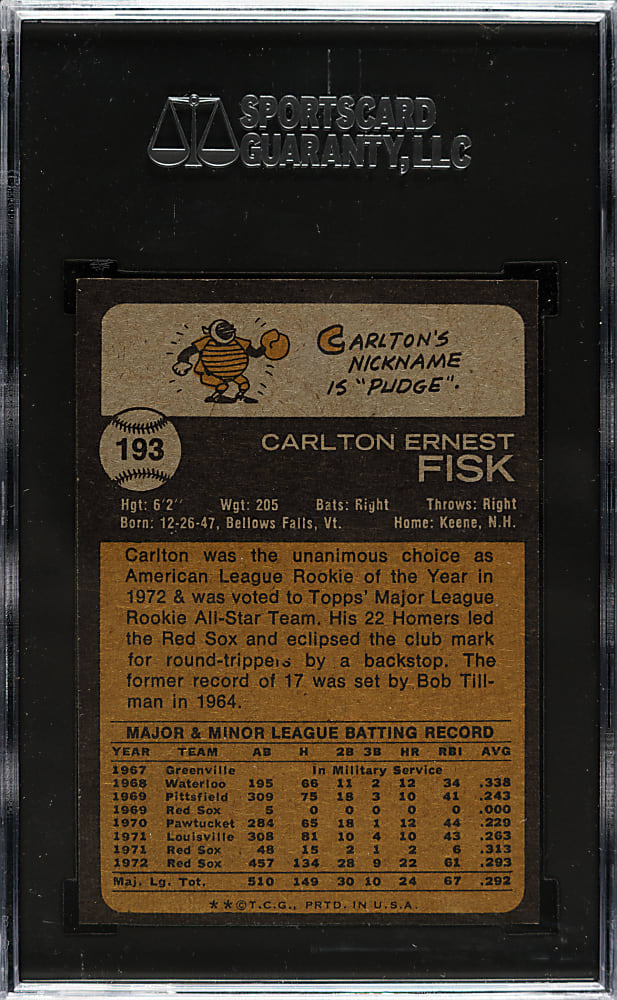 SPORTSCARD
GUARANTY, LLC
CARLTON'S
NICKNAME
IS "PUDGE".
193
CARLTON ERNEST
FISK
Hgt: 6'2" Wgt: 205 Bats: Right Throws: Right
Born: 12-26-47, Bellows Falls, Vt. Home: Keene, N.H.
Carlton was the unanimous choice as
American League Rookie of the Year in
1972 & was voted to Topps' Major League
Rookie All-Star Team. His 22 Homers led
the Red Sox and eclipsed the club mark
for round-trippers by a backstop. The
former record of 17 was set by Bob Till-
man in 1964.
MAJOR & MINOR LEAGUE BATTING RECORD
YEAR TEAM AB H 2B 3B HR RBI AVG
1967 Greenville In Military Service
1968 Waterloo 195 66 11 2 12 34 .338
1969 Pittsfield 309 75 18 3 10 41 .243
1969 Red Sox 5 0 0 0 0 0 .000
1970 Pawtucket 284 65 18 1 12 44 .229
1971 Louisville 308 81 10 4 10 43 .263
1971 Red Sox 48 15 2 1 2 6 .313
1972 Red Sox 457 134 28 9 22 61 .293
Maj. Lg. Tot. 510 149 30 10 24 67 .292
**©T.C.G., PRTD. IN U.S.A.